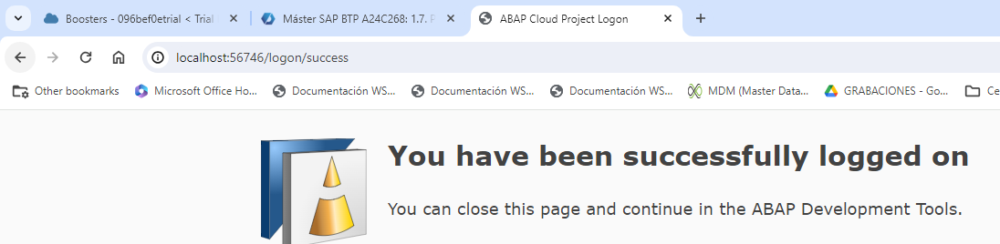 Boosters - 096bef0etrial < Trial
Máster SAP BTP A24C268: 1.7. P
ABAP Cloud Project Logon
localhost:56746/logon/success
Other bookmarks
Microsoft Office Ho...
Documentación WS...
Documentación WS...
Documentación WS...
MDM (Master Data...
GRABACIONES - Go...
Ce
You have been successfully logged on
You can close this page and continue in the ABAP Development Tools.